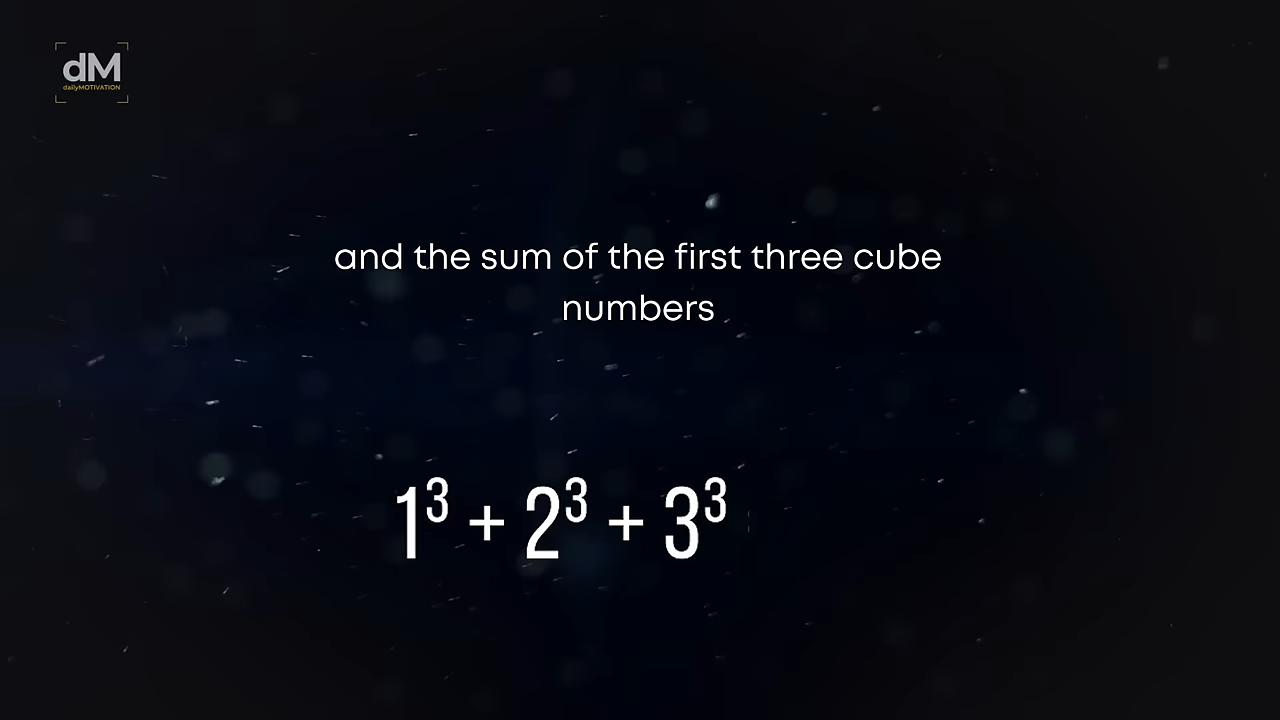 dM
dailyMOTIVATION
and the sum of the first three cube
numbers
1³ + 2³ + 3³